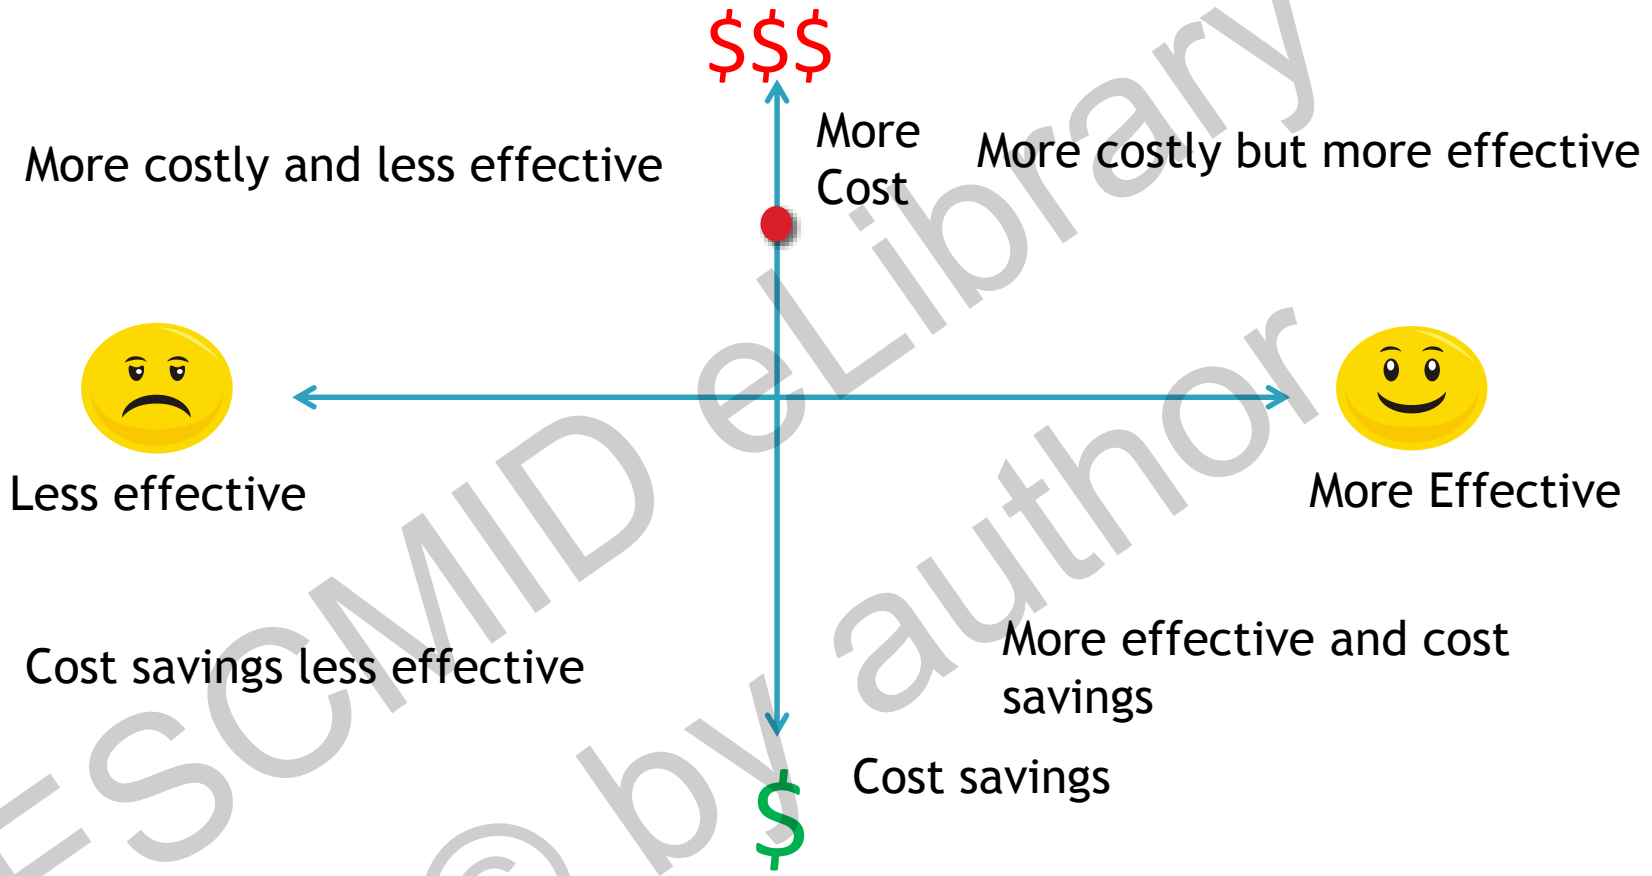 $$$
More
Cost
More costly and less effective
More costly but more effective
Less effective
More Effective
Cost savings less effective
More effective and cost
savings
Cost savings
$
ESCMID eLibrary
© by author